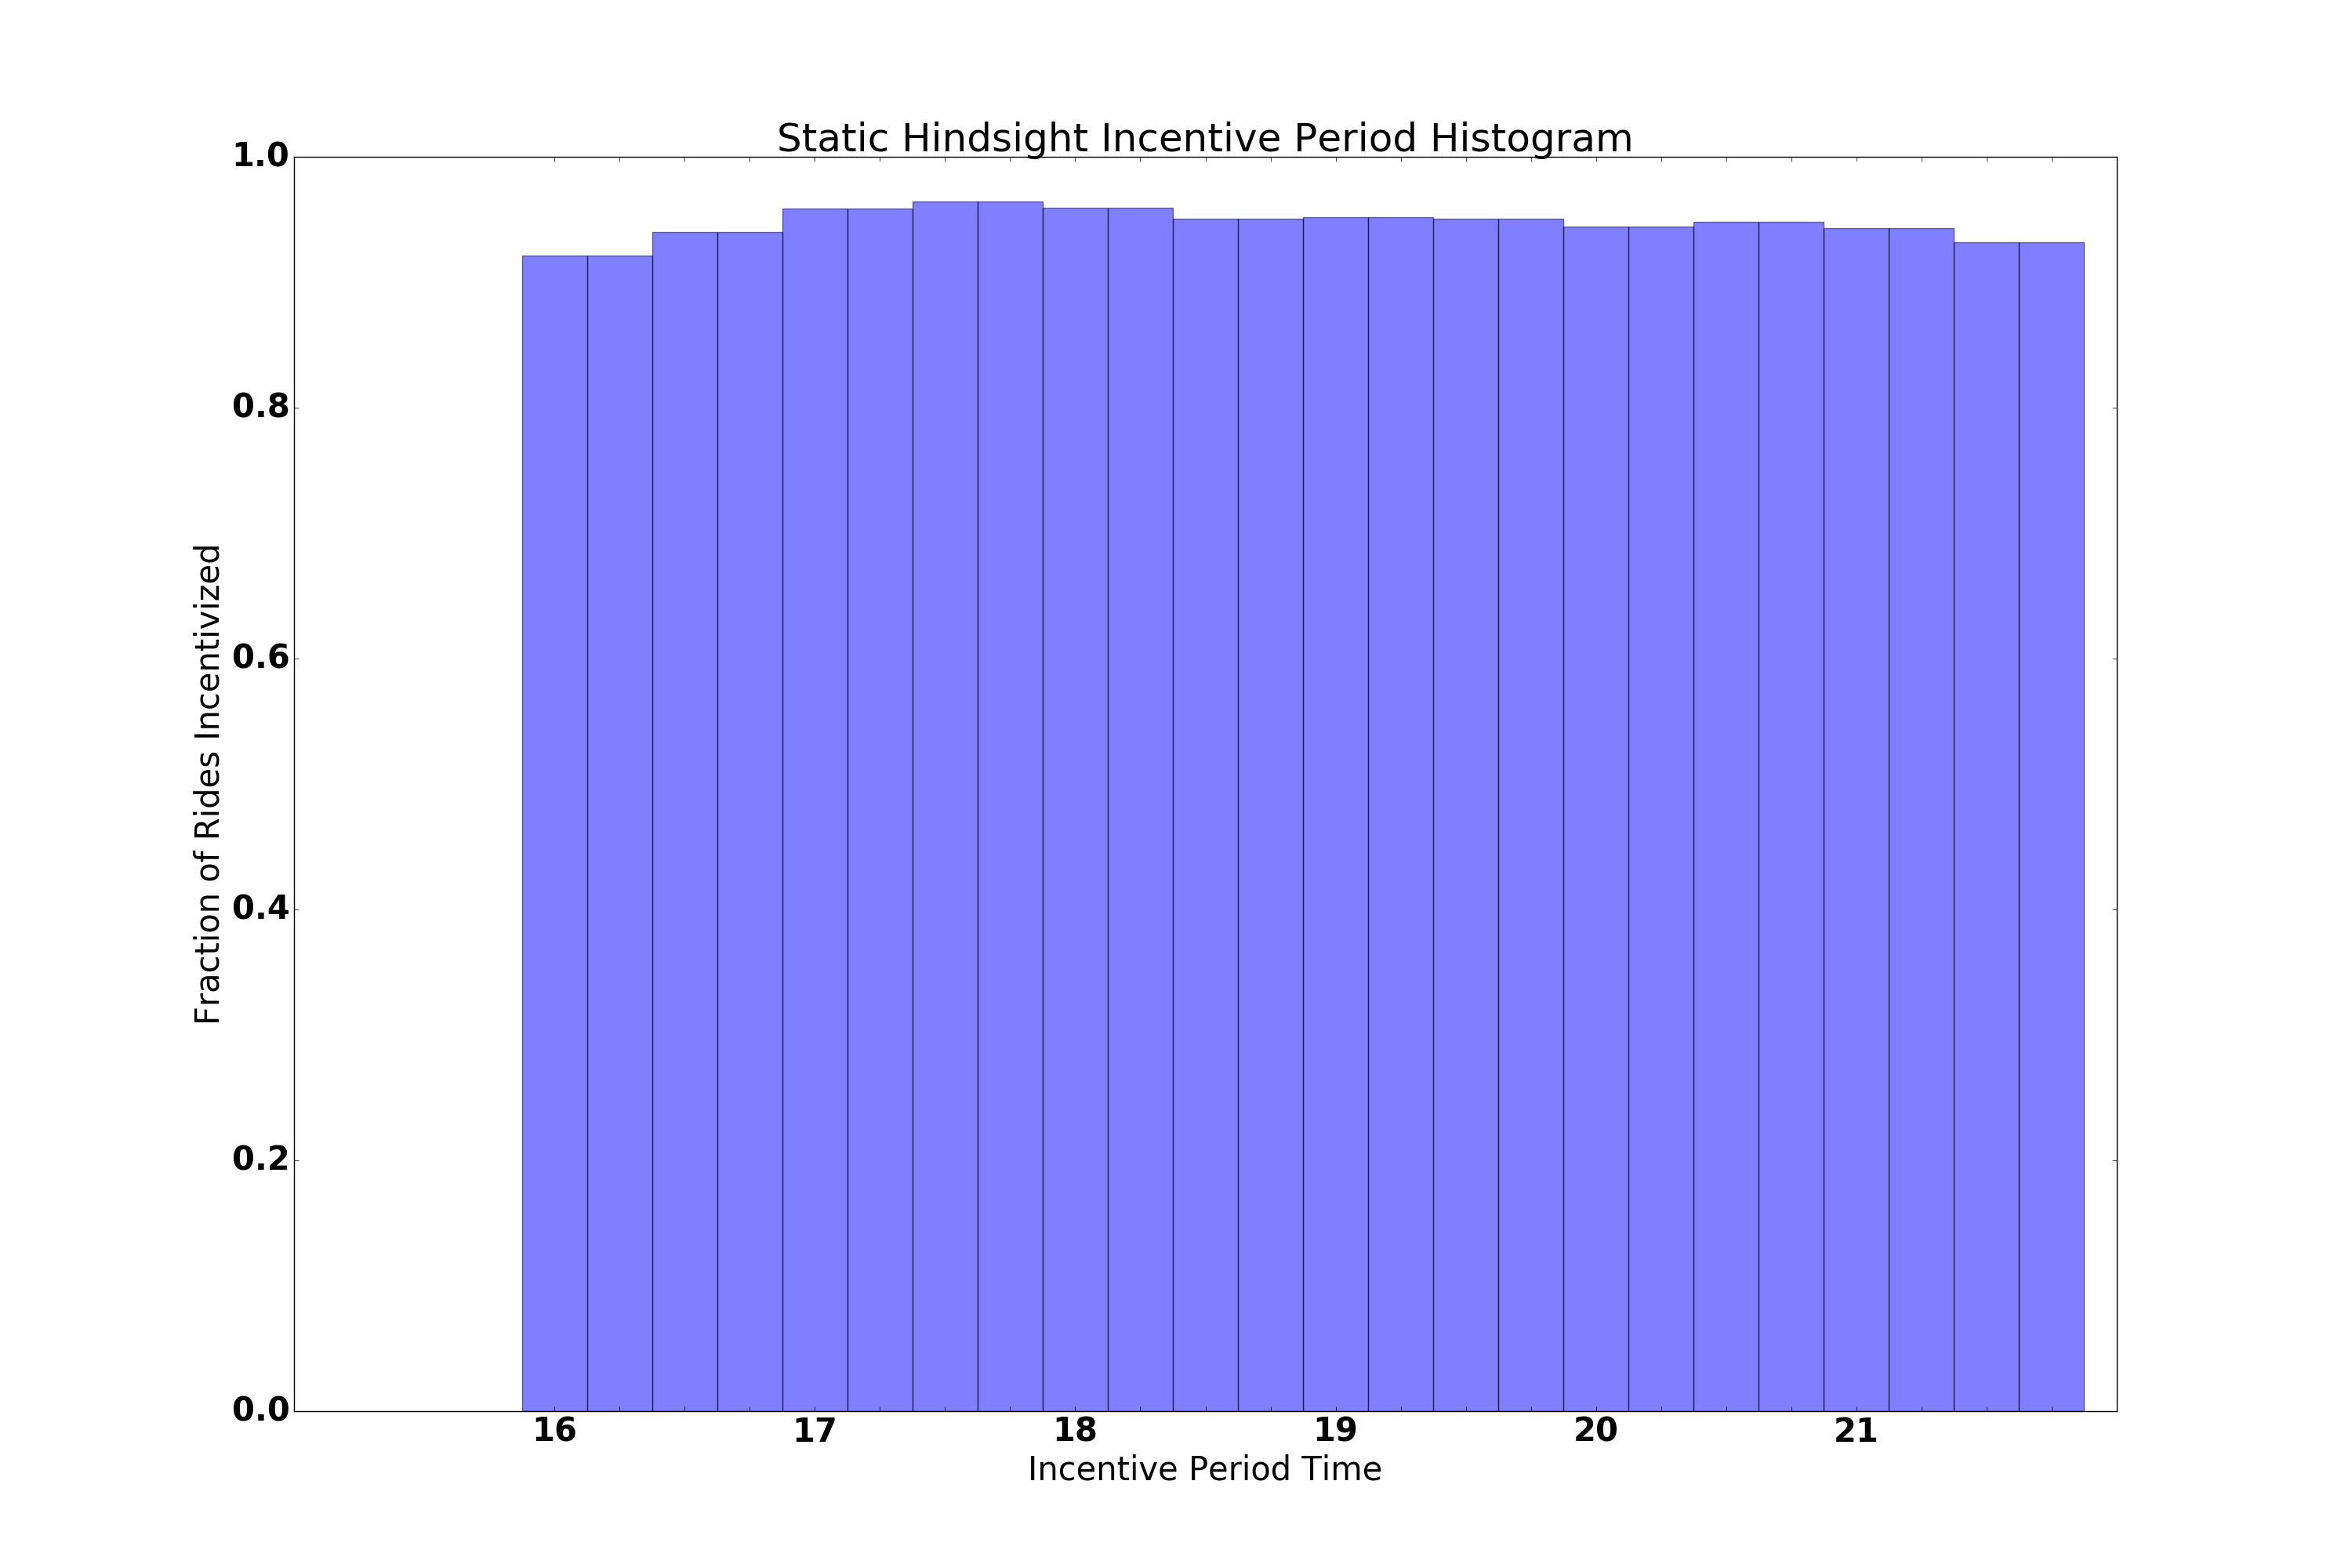 Static Hindsight Incentive Period Histogram
1.0
0.8
0.6
0.4
0.2
0.0
Fraction of Rides Incentivized
16 17 18 19 20 21
Incentive Period Time